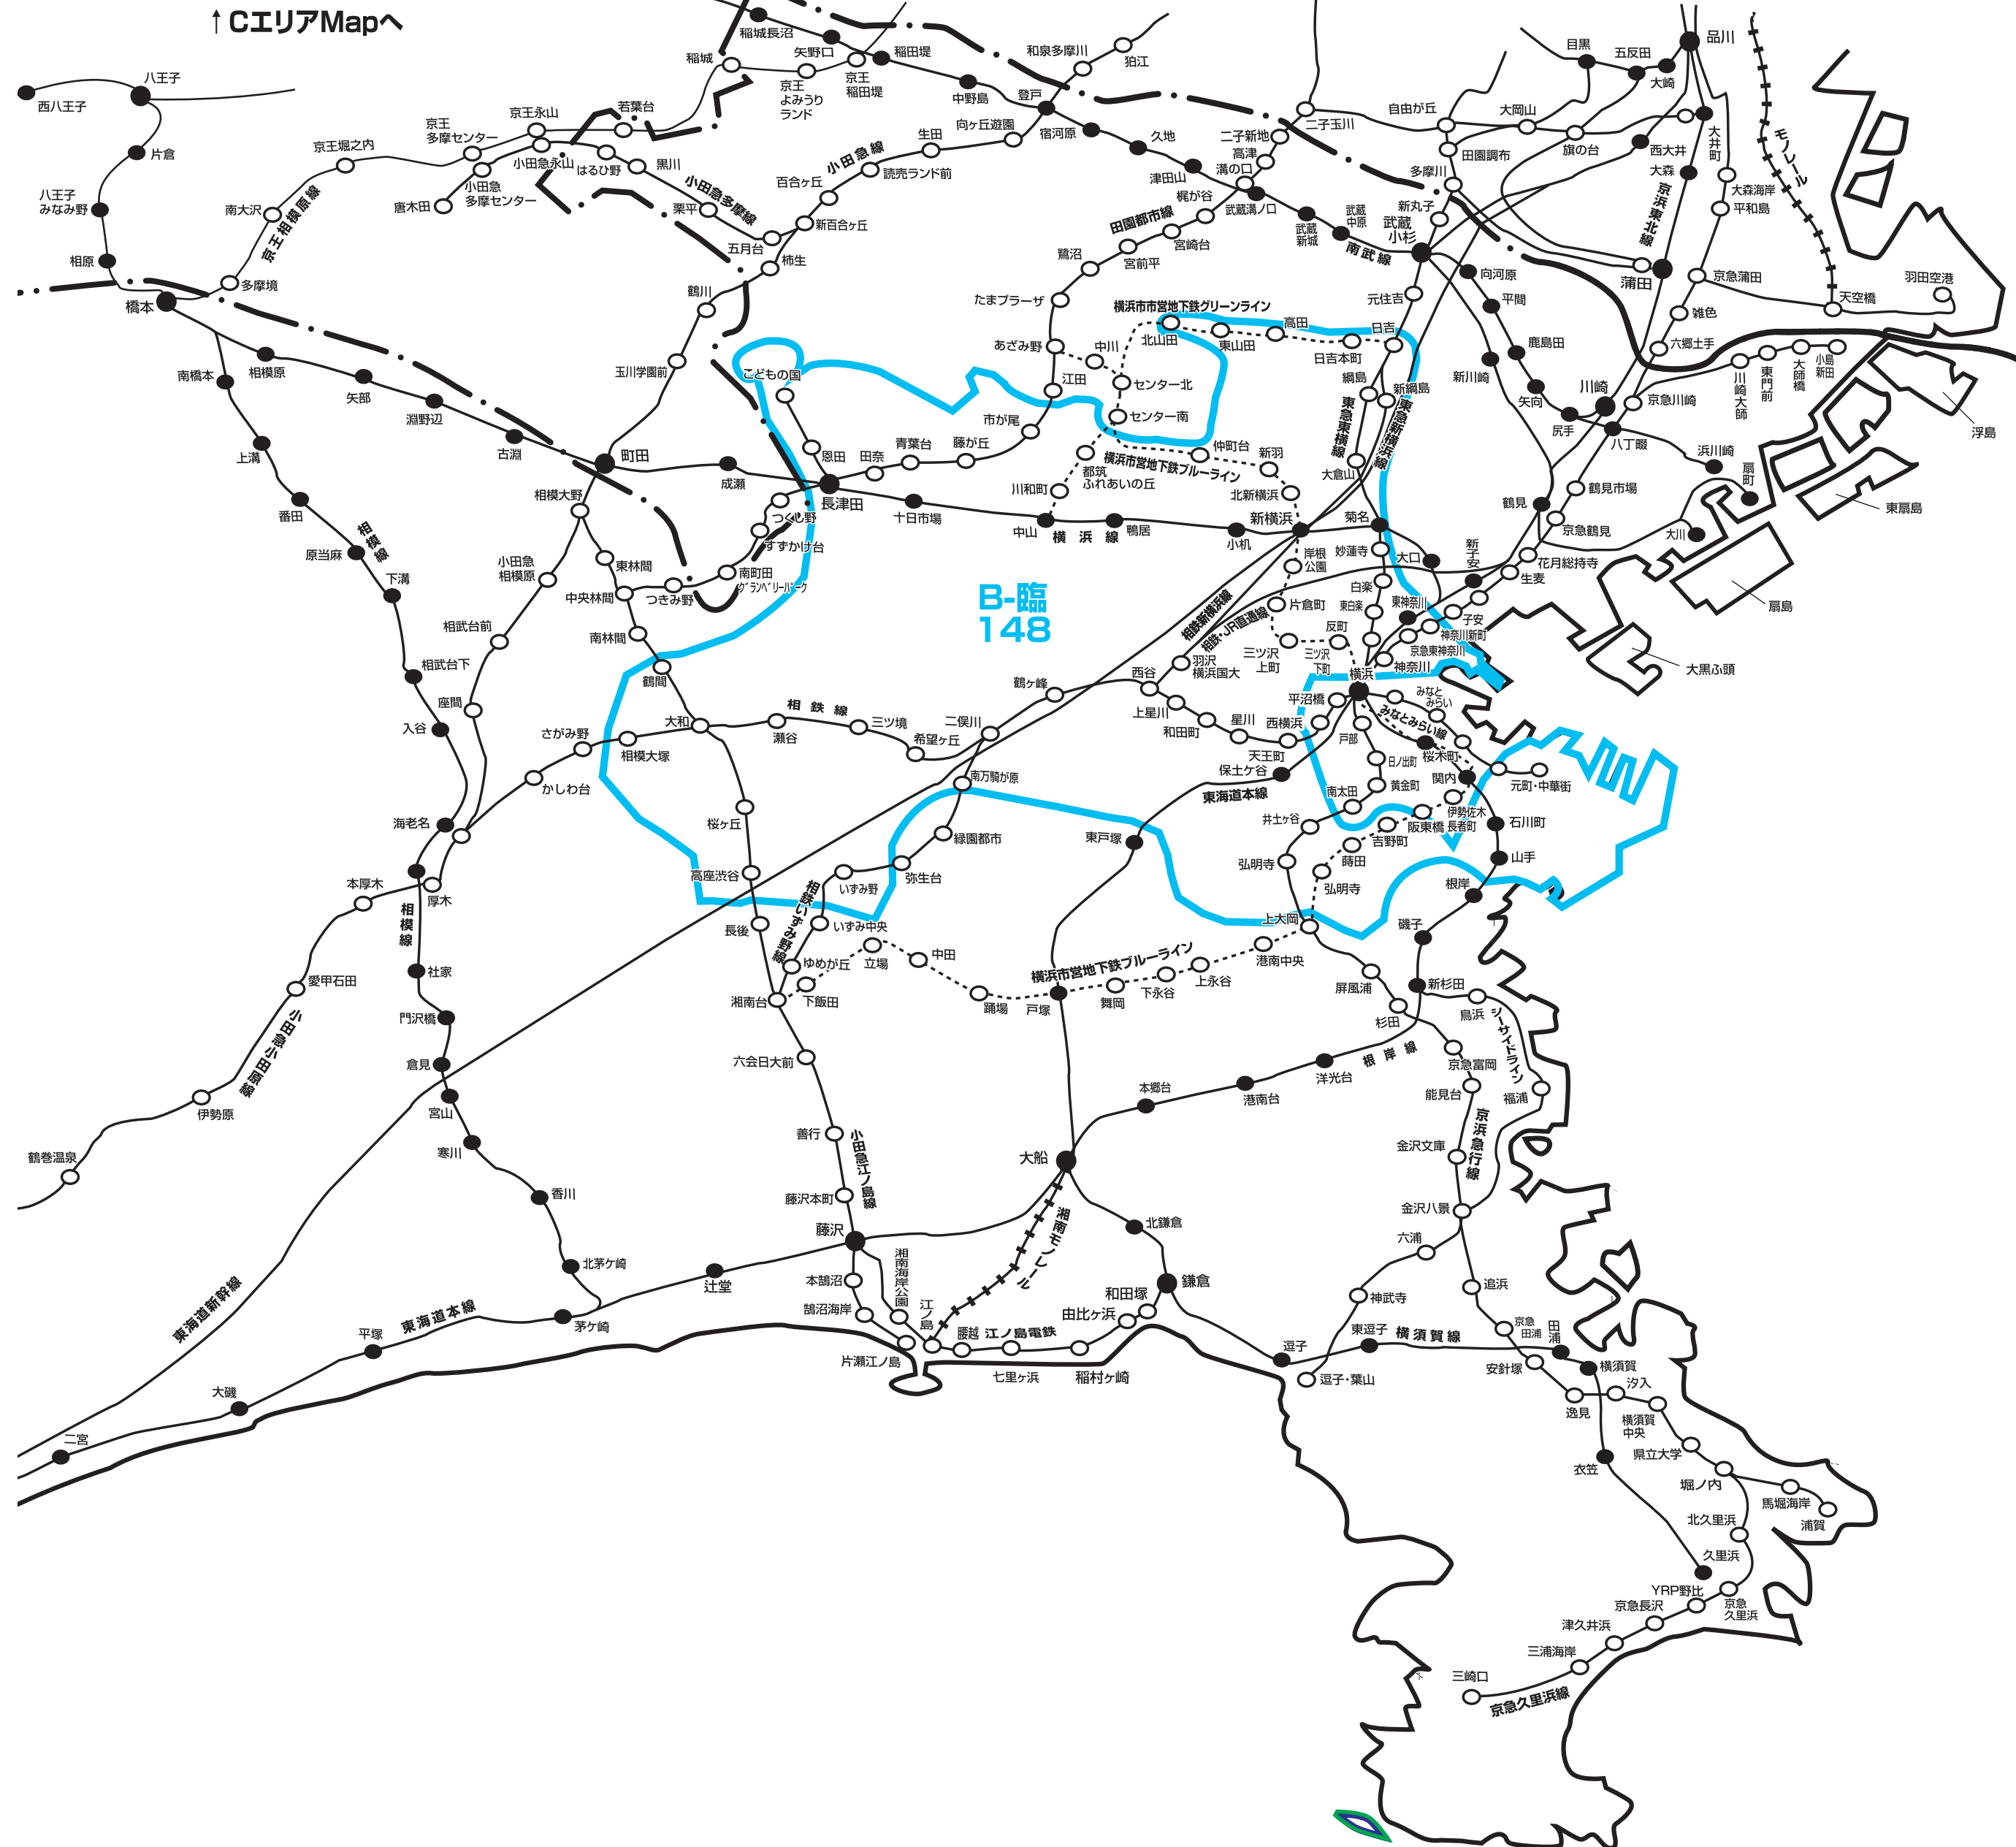 ↑ CエリアMapへ
稲城長沼
矢野口
稲田堤
稲城
京王
よみうり
ランド
京王
稲田堤
和泉多摩川
狛江
中野島
登戸
宿河原
久地
八王子
西八王子
片倉
八王子
みなみ野
相原
橋本
京王堀之内
京王
多摩センター
京王永山
若葉台
小田急永山
はるひ野
黒川
小田急
多摩センター
唐木田
南大沢
京王相模原線
多摩境
小田急多摩線
栗平
五月台
新百合ヶ丘
百合ヶ丘
小田急線
読売ランド前
生田
向ヶ丘遊園
柿生
鶴川
玉川学園前
津田山
二子新地
高津
溝の口
武蔵溝ノ口
梶が谷
田園都市線
宮崎台
宮前平
鷺沼
たまプラーザ
あざみ野
江田
市が尾
藤が丘
青葉台
田奈
恩田
こどもの国
長津田
二子玉川
自由が丘
大岡山
目黒
五反田
大崎
品川
大井町
西大井
大森
大森海岸
平和島
京浜東北線
旗の台
田園調布
多摩川
新丸子
武蔵
小杉
武蔵
中原
武蔵
新城
南武線
向河原
平間
鹿島田
矢向
尻手
新川崎
元住吉
日吉
蒲田
京急蒲田
雑色
六郷土手
モノレール
羽田空港
天空橋
川崎
京急川崎
川崎大師
東門前
大師橋
小島
新田
八丁畷
浜川崎
扇町
浮島
東扇島
扇島
大黒ふ頭
大川
鶴見
鶴見市場
京急鶴見
花月総持寺
生麦
新子安
横浜市市営地下鉄グリーンライン
北山田
東山田
高田
日吉本町
中川
センター北
センター南
都筑
ふれあいの丘
川和町
中山
横浜市営地下鉄ブルーライン
仲町台
新羽
北新横浜
新横浜
綱島
新綱島
東急東横線
東急新横浜線
大倉山
菊名
妙蓮寺
大口
白楽
東白楽
東神奈川
子安
神奈川新町
京急東神奈川
神奈川
反町
横浜
岸根
公園
片倉町
三ツ沢
上町
三ツ沢
下町
相鉄新横浜線
相鉄・JR直通線
羽沢
横浜国大
西谷
上星川
和田町
星川
天王町
西横浜
平沼橋
保土ケ谷
東海道本線
戸部
日ノ出町
黄金町
南太田
井土ヶ谷
弘明寺
みなと
みらい
みなとみらい線
桜木町
関内
元町・中華街
伊勢佐木
長者町
阪東橋
吉野町
蒔田
弘明寺
石川町
山手
根岸
磯子
上大岡
港南中央
上永谷
下永谷
舞岡
戸塚
踊場
中田
立場
下飯田
横浜市営地下鉄ブルーライン
東戸塚
B-臨
148
南橋本
相模原
矢部
淵野辺
古淵
町田
成瀬
十日市場
横浜線
鴨居
小机
上溝
番田
原当麻
相模線
下溝
相武台下
入谷
相模大野
小田急
相模原
相武台前
座間
海老名
東林間
中央林間
つきみ野
南町田
グランベリーパーク
すずかけ台
つくし野
南林間
鶴間
大和
相鉄線
瀬谷
三ツ境
希望ヶ丘
二俣川
鶴ヶ峰
相模大塚
さがみ野
かしわ台
桜ヶ丘
高座渋谷
長後
湘南台
南万騎が原
緑園都市
弥生台
いずみ野
いずみ中央
ゆめが丘
相鉄いずみ野線
本厚木
厚木
相模線
社家
門沢橋
倉見
宮山
寒川
香川
北茅ケ崎
愛甲石田
小田急小田原線
伊勢原
鶴巻温泉
六会日大前
善行
藤沢本町
小田急江ノ島線
藤沢
本鵠沼
鵠沼海岸
片瀬江ノ島
湘南海岸公園
江ノ島
腰越
江ノ島電鉄
七里ヶ浜
稲村ヶ崎
由比ヶ浜
和田塚
鎌倉
北鎌倉
大船
湘南モノレール
辻堂
茅ケ崎
東海道本線
平塚
大磯
二宮
東海道新幹線
本郷台
港南台
洋光台
根岸線
屏風浦
杉田
新杉田
鳥浜
シーサイドライン
福浦
京急富岡
能見台
京浜急行線
金沢文庫
金沢八景
六浦
神武寺
逗子・葉山
追浜
京急
田浦
安針塚
逗子
東逗子
横須賀線
田浦
横須賀
汐入
逸見
横須賀
中央
県立大学
堀ノ内
衣笠
馬堀海岸
浦賀
北久里浜
久里浜
京急
久里浜
YRP野比
京急長沢
津久井浜
三浦海岸
三崎口
京急久里浜線